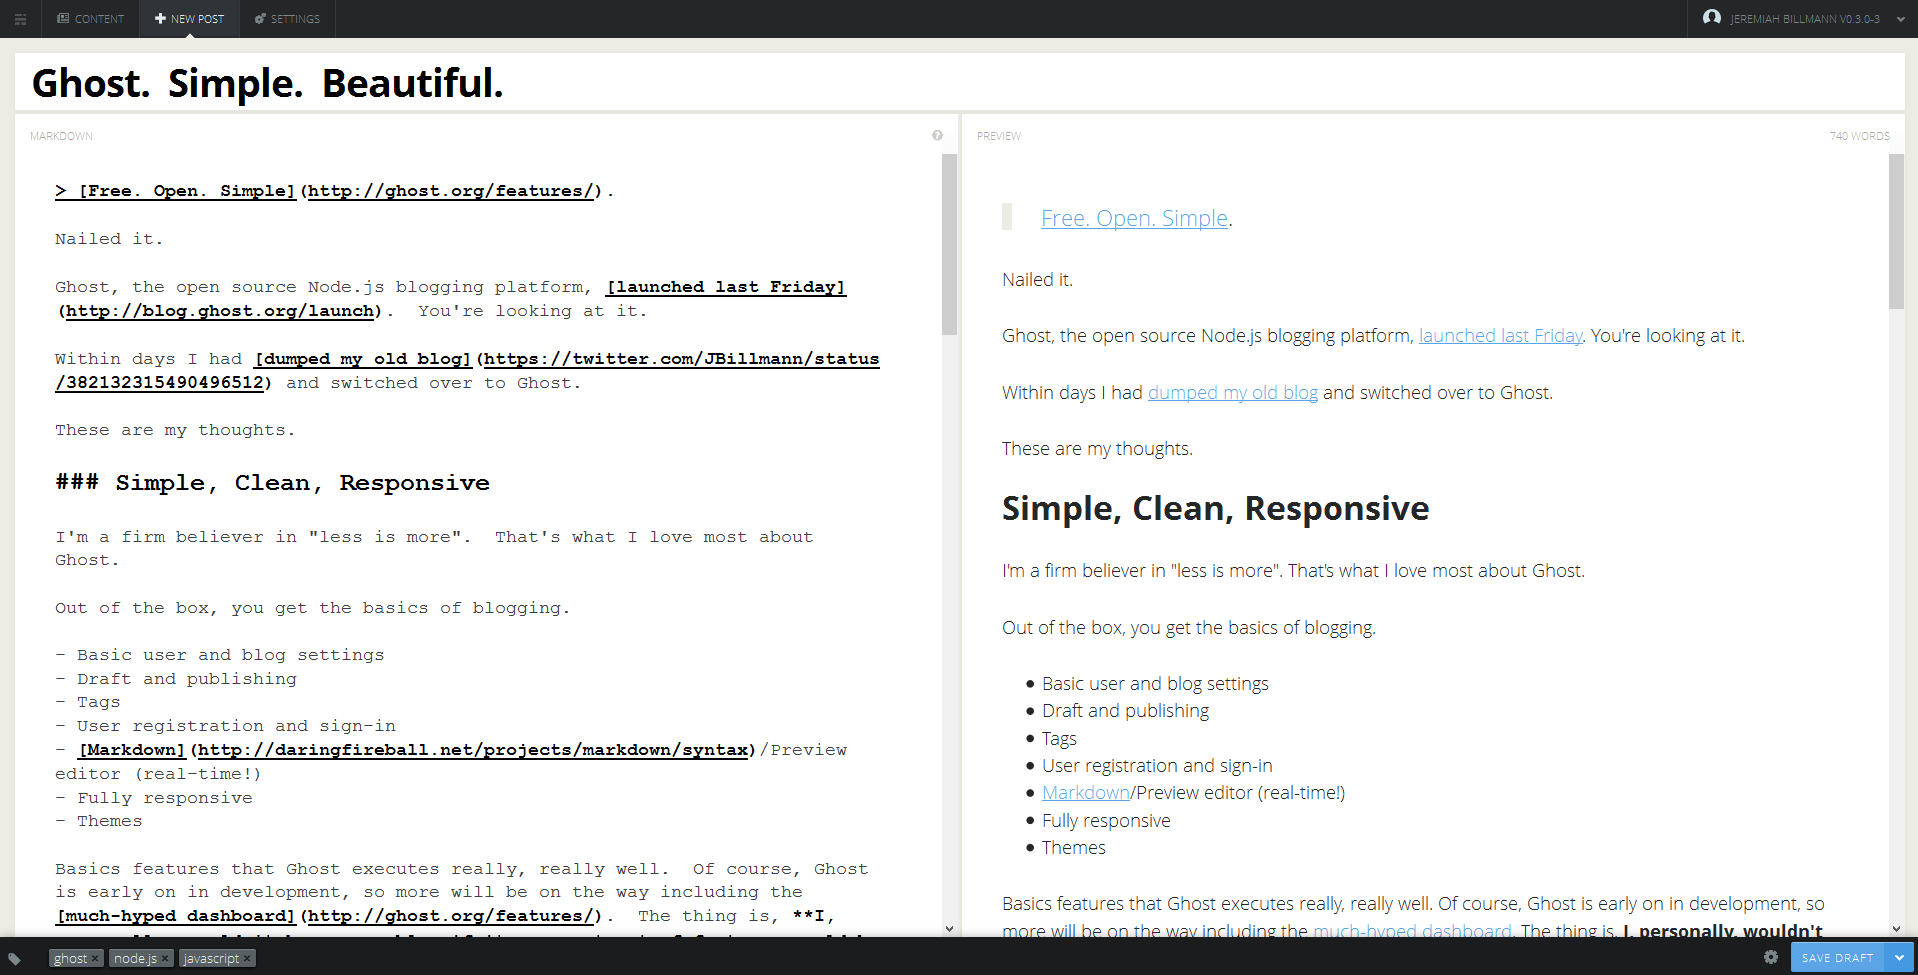 CONTENT
NEW POST
SETTINGS
JEREMIAH BILLMANN V0.3.0-3
Ghost. Simple. Beautiful.
MARKDOWN
> [Free. Open. Simple](http://ghost.org/features/).
Nailed it.
Ghost, the open source Node.js blogging platform, [launched last Friday]
(http://blog.ghost.org/launch).  You're looking at it.
Within days I had [dumped my old blog](https://twitter.com/JBillmann/status
/382132315490496512) and switched over to Ghost.
These are my thoughts.
### Simple, Clean, Responsive
I'm a firm believer in "less is more".  That's what I love most about
Ghost.
Out of the box, you get the basics of blogging.
- Basic user and blog settings
- Draft and publishing
- Tags
- User registration and sign-in
- [Markdown](http://daringfireball.net/projects/markdown/syntax)/Preview
editor (real-time!)
- Fully responsive
- Themes
Basics features that Ghost executes really, really well.  Of course, Ghost
is early on in development, so more will be on the way including the
[much-hyped dashboard](http://ghost.org/features/).  The thing is, **I,
PREVIEW
740 WORDS
Free. Open. Simple.
Nailed it.
Ghost, the open source Node.js blogging platform, launched last Friday. You're looking at it.
Within days I had dumped my old blog and switched over to Ghost.
These are my thoughts.
Simple, Clean, Responsive
I'm a firm believer in "less is more". That's what I love most about Ghost.
Out of the box, you get the basics of blogging.
Basic user and blog settings
Draft and publishing
Tags
User registration and sign-in
Markdown/Preview editor (real-time!)
Fully responsive
Themes
Basics features that Ghost executes really, really well. Of course, Ghost is early on in development, so
more will be on the way including the much-hyped dashboard. The thing is, I, personally, wouldn't
ghost ×
node.js ×
javascript ×
SAVE DRAFT